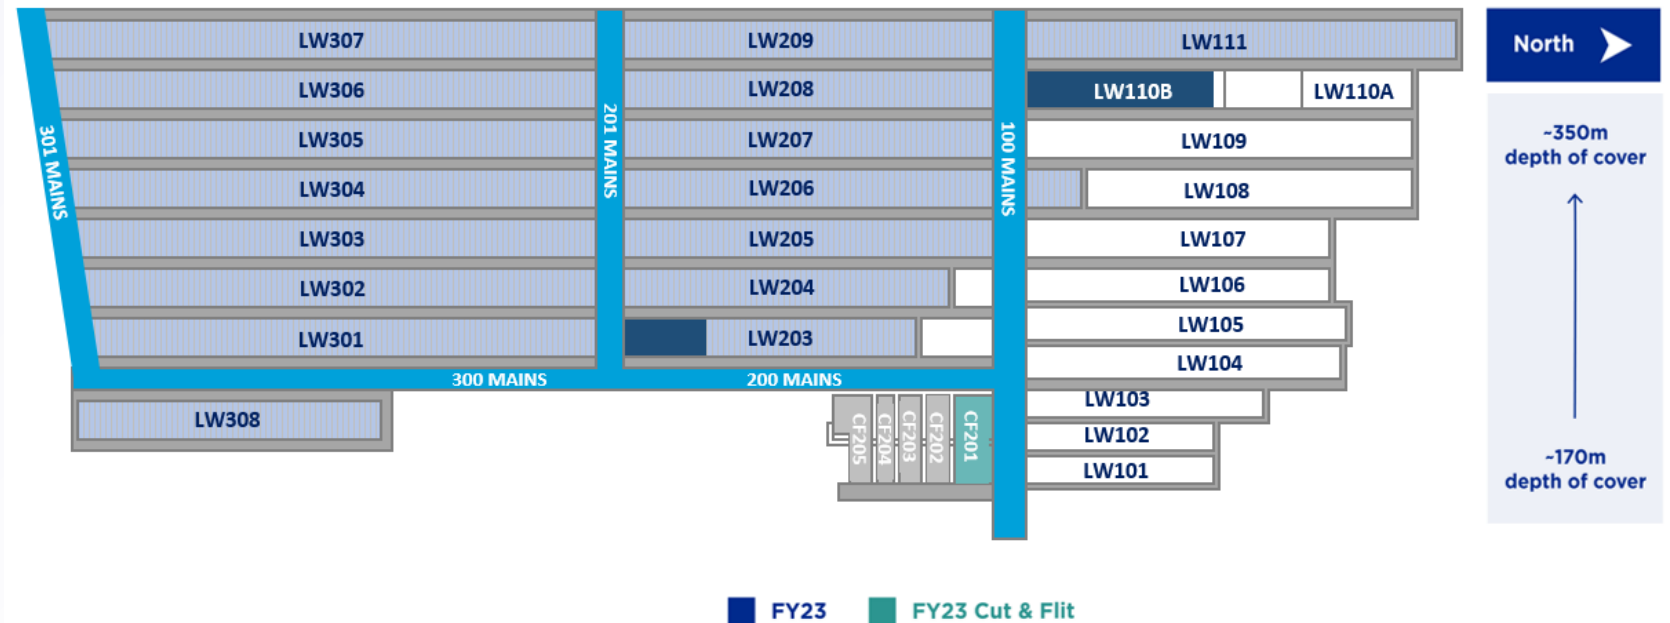 LW307
LW209
LW111
North
LW306
LW208
LW110B
LW110A
LW305
LW207
LW109
~350m
depth of cover
301 MAINS
201 MAINS
100 MAINS
LW304
LW206
LW108
LW303
LW205
LW107
LW302
LW204
LW106
LW301
LW203
LW105
LW104
300 MAINS
200 MAINS
LW103
LW308
CF205
CF204
CF203
CF202
CF201
LW102
LW101
~170m
depth of cover
FY23
FY23 Cut & Flit